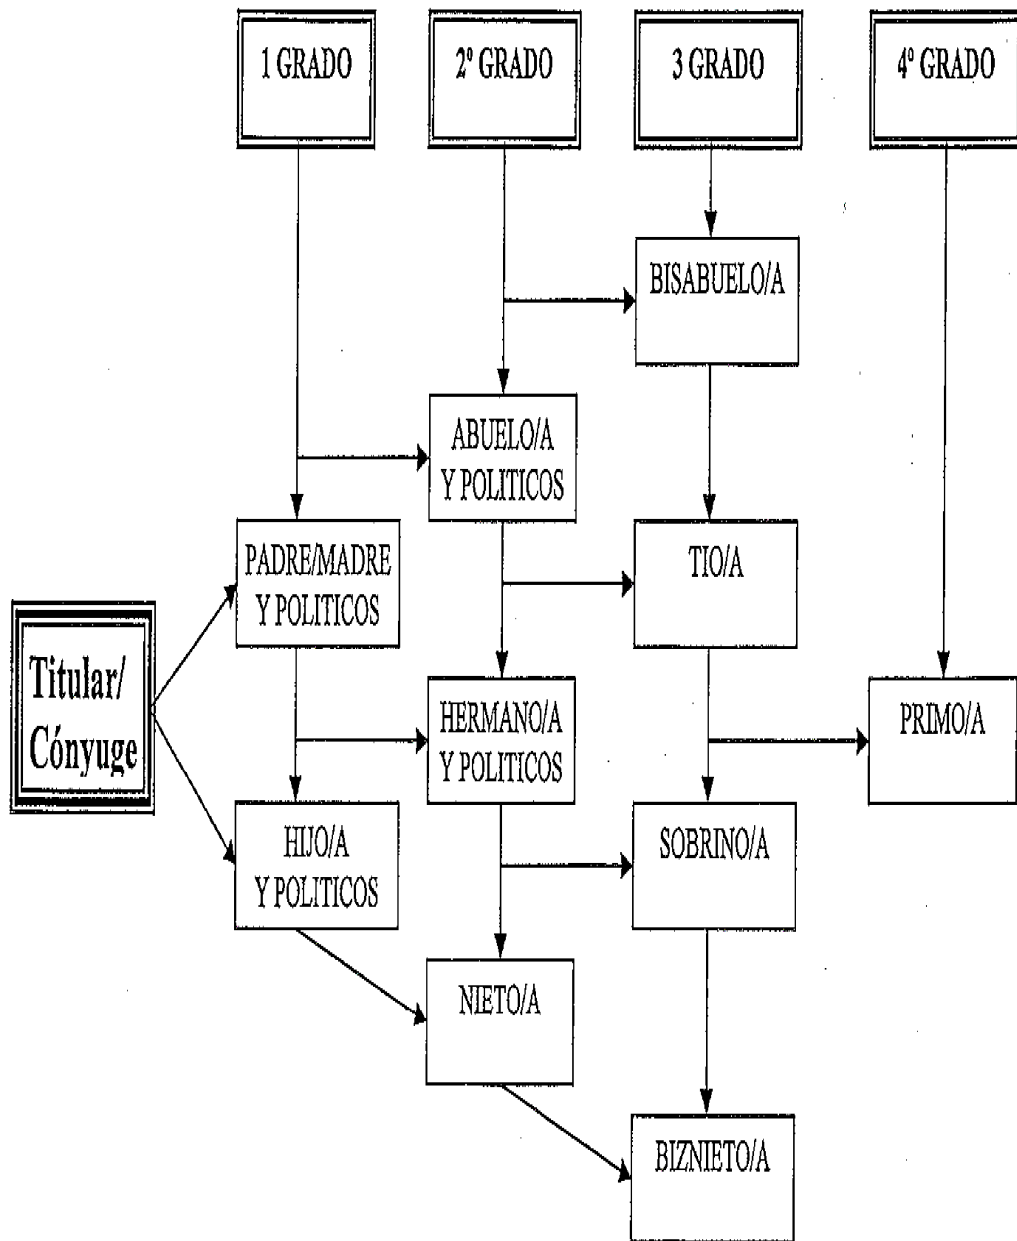 1 GRADO
2º GRADO
3 GRADO
4º GRADO
BISABUELO/A
ABUELO/A
Y POLITICOS
PADRE/MADRE
Y POLITICOS
TIO/A
Titular/
Cónyuge
HERMANO/A
Y POLITICOS
PRIMO/A
HIJO/A
Y POLITICOS
SOBRINO/A
NIETO/A
BIZNIETO/A